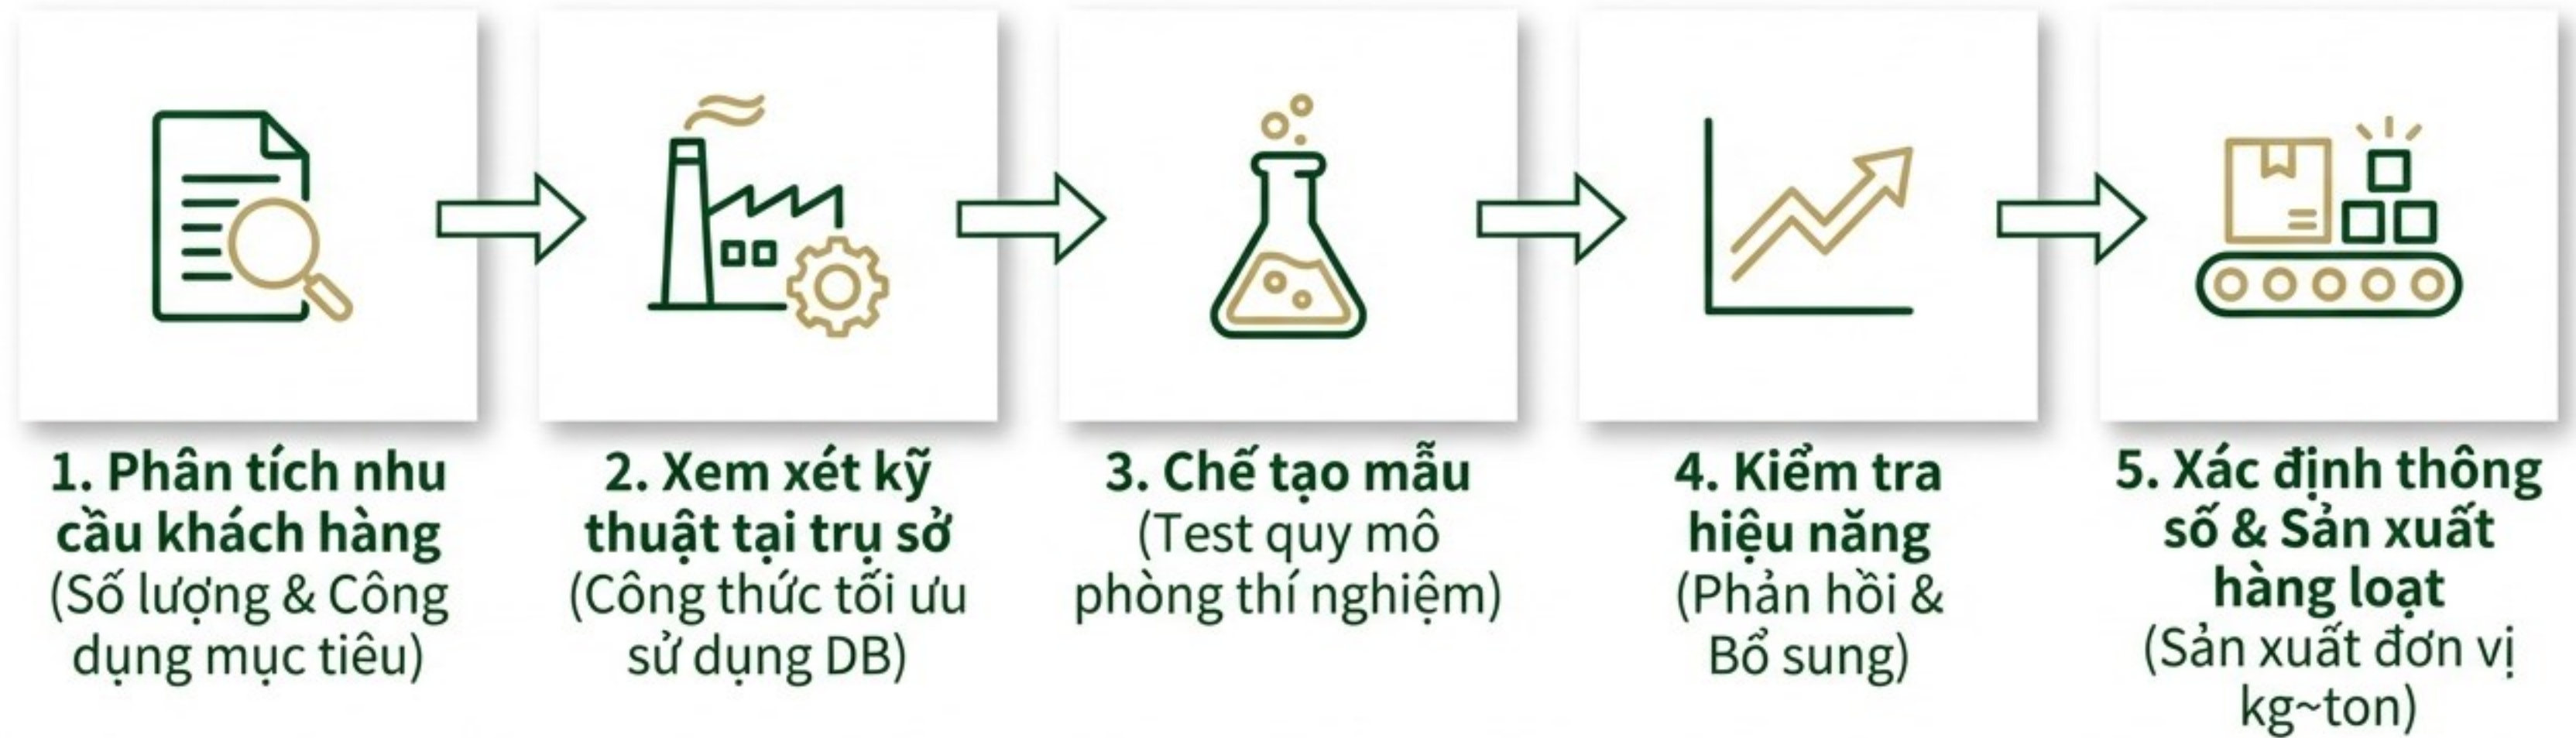 1. Phân tích nhu
cầu khách hàng
(Số lượng & Công
dụng mục tiêu)
2. Xem xét kỹ
thuật tại trụ sở
(Công thức tối ưu
sử dụng DB)
3. Chế tạo mẫu
(Test quy mô
phòng thí nghiệm)
4. Kiểm tra
hiệu năng
(Phản hồi &
Bổ sung)
5. Xác định thông
số & Sản xuất
hàng loạt
(Sản xuất đơn vị
kg~ton)